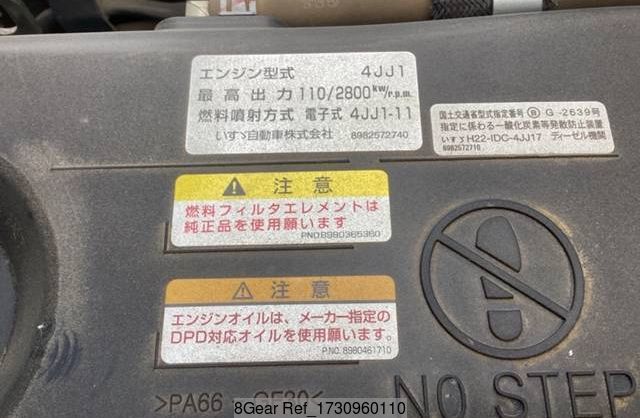 エンジン型式 4JJ1
最高出力 110/2800kw/r.p.m.
燃料噴射方式 電子式 4JJ1-11
いすゞ自動車株式会社 8982572740
国土交通省型式指定番号 Ⓑ G -2639号
指定に係わる一酸化炭素等発散防止装置
いすゞH22-IDC-4JJ17 ディーゼル機関
8982572710
⚠ 注意
燃料フィルタエレメントは
純正品を使用願います
P.NO.8980365360
⚠ 注意
エンジンオイルは、メーカー指定の
DPD対応オイルを使用願います。
P.NO. 8980461710
>PA66
NO STEP
8Gear Ref_1730960110